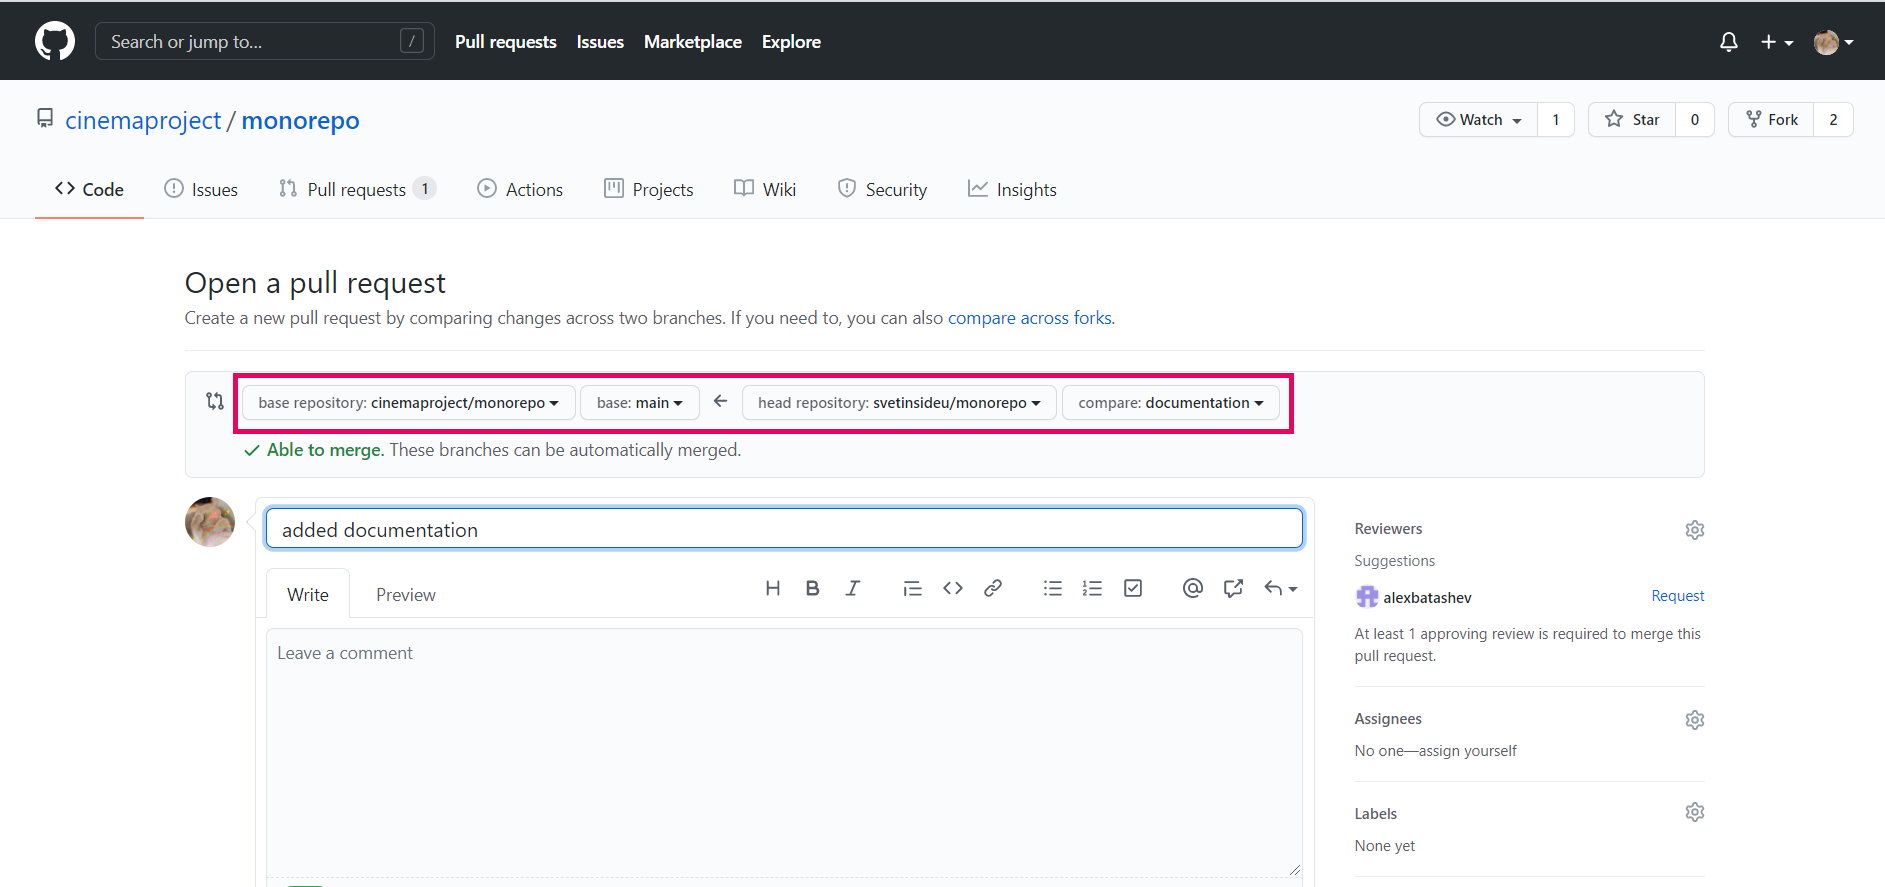 Search or jump to... /
Pull requests Issues Marketplace Explore
cinemaproject / monorepo
Watch 1 Star 0 Fork 2
Code Issues Pull requests 1 Actions Projects Wiki Security Insights
Open a pull request
Create a new pull request by comparing changes across two branches. If you need to, you can also compare across forks.
base repository: cinemaproject/monorepo base: main ← head repository: svetinsideu/monorepo compare: documentation
Able to merge. These branches can be automatically merged.
added documentation
Write Preview
Leave a comment
Reviewers
Suggestions
alexbatashev Request
At least 1 approving review is required to merge this
pull request.
Assignees
No one—assign yourself
Labels
None yet